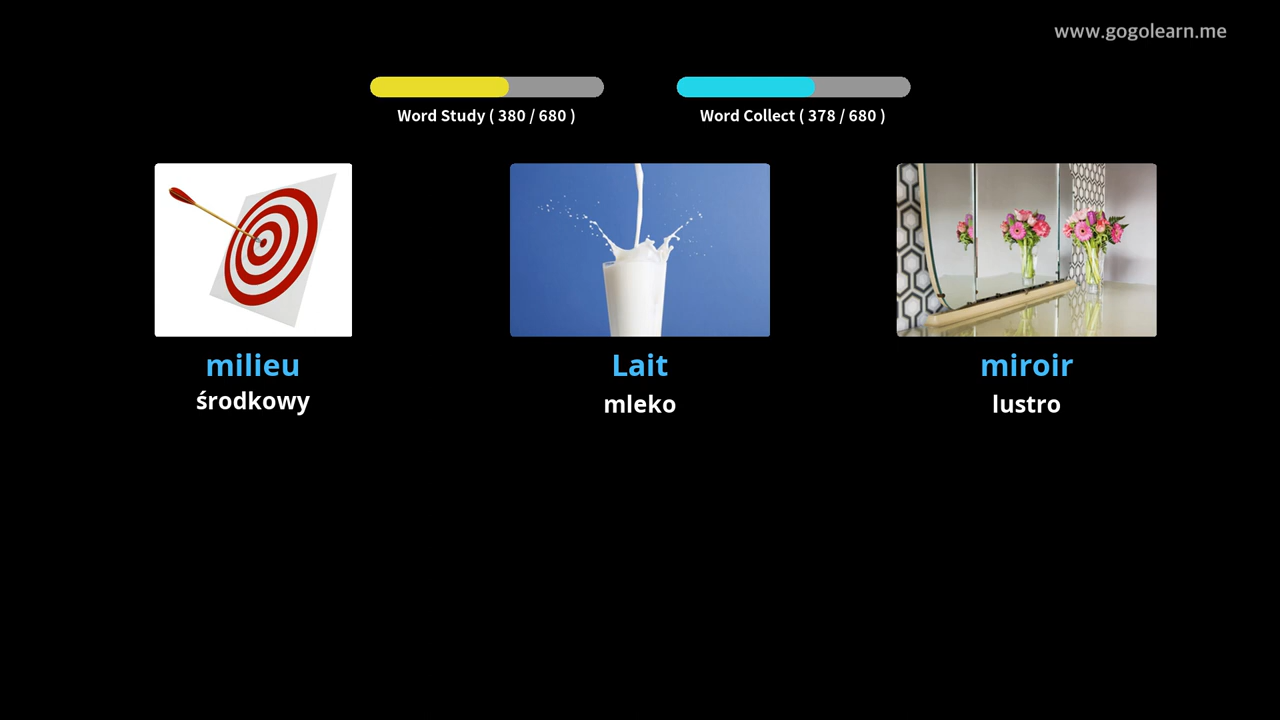 www.gogolearn.me
Word Study ( 380 / 680 )
Word Collect ( 378 / 680 )
milieu
środkowy
Lait
mleko
miroir
lustro